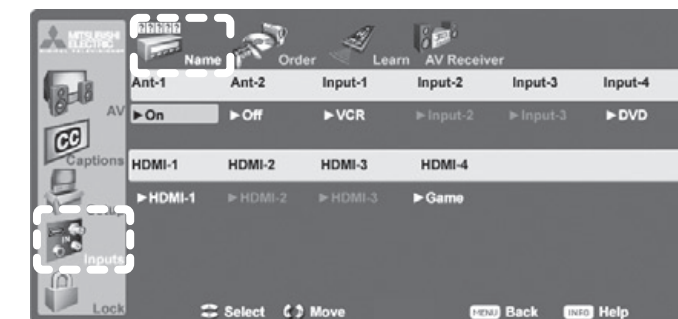 MITSUBISHI ELECTRIC
?????
Name Order Learn AV Receiver
Ant-1 Ant-2 Input-1 Input-2 Input-3 Input-4
AV
►On ►Off ►VCR ►Input-2 ►Input-3 ►DVD
CC
Captions
HDMI-1 HDMI-2 HDMI-3 HDMI-4
►HDMI-1 ►HDMI-2 ►HDMI-3 ►Game
IN
Inputs
Lock
Select Move MENU Back INFO Help